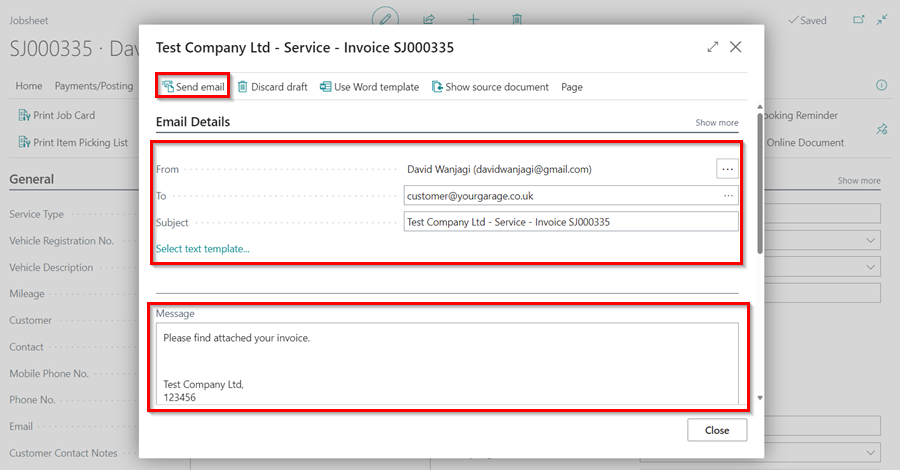 Jobsheet
Saved
SJ000335 · Dav
Home Payments/Posting
Print Job Card
ooking Reminder
Print Item Picking List
Online Document
General
Show more
Service Type
Vehicle Registration No.
Vehicle Description
Mileage
Customer
Contact
Mobile Phone No.
Phone No.
Email
Customer Contact Notes
Test Company Ltd - Service - Invoice SJ000335
Send email Discard draft Use Word template Show source document Page
Email Details
Show more
From David Wanjagi (davidwanjagi@gmail.com) ...
To customer@yourgarage.co.uk ...
Subject Test Company Ltd - Service - Invoice SJ000335
Select text template...
Message
Please find attached your invoice.
Test Company Ltd,
123456
Close